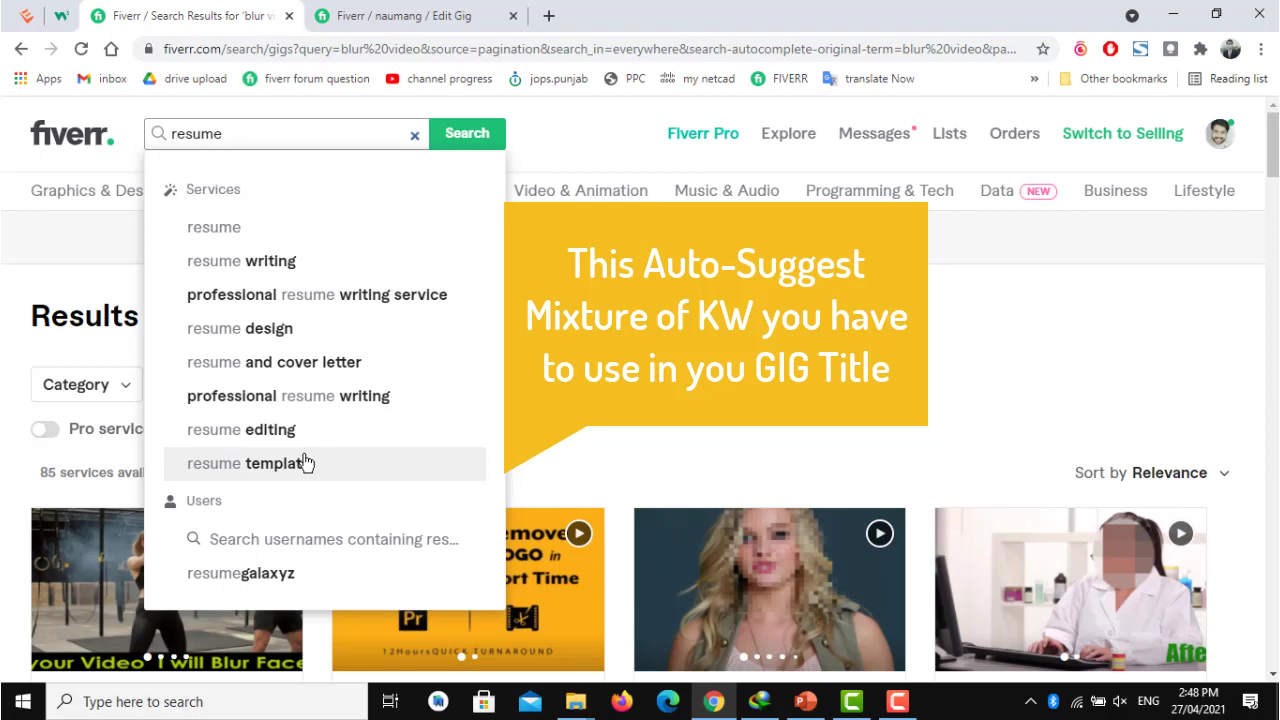 Fiverr / Search Results for 'blur vi
Fiverr / naumang / Edit Gig
fiverr.com/search/gigs?query=blur%20video&source=pagination&search_in=everywhere&search-autocomplete-original-term=blur%20video&pa...
Apps
inbox
drive upload
fiverr forum question
channel progress
jops.punjab
PPC
my netcad
FIVERR
translate Now
»
Other bookmarks
Reading list
fiverr.
resume
Search
Fiverr Pro
Explore
Messages
Lists
Orders
Switch to Selling
Graphics & Des
Video & Animation
Music & Audio
Programming & Tech
Data NEW
Business
Lifestyle
Services
resume
resume writing
professional resume writing service
resume design
resume and cover letter
professional resume writing
resume editing
resume templat
Users
Search usernames containing res...
resumegalaxyz
This Auto-Suggest
Mixture of KW you have
to use in you GIG Title
Results
Category
Pro servic
85 services avail
Sort by Relevance
your Video I will Blur Face
emove
OGO in
ort Time
Pr
12HoursQUICK TURNAROUND
Afte
Type here to search
ENG
2:48 PM
27/04/2021